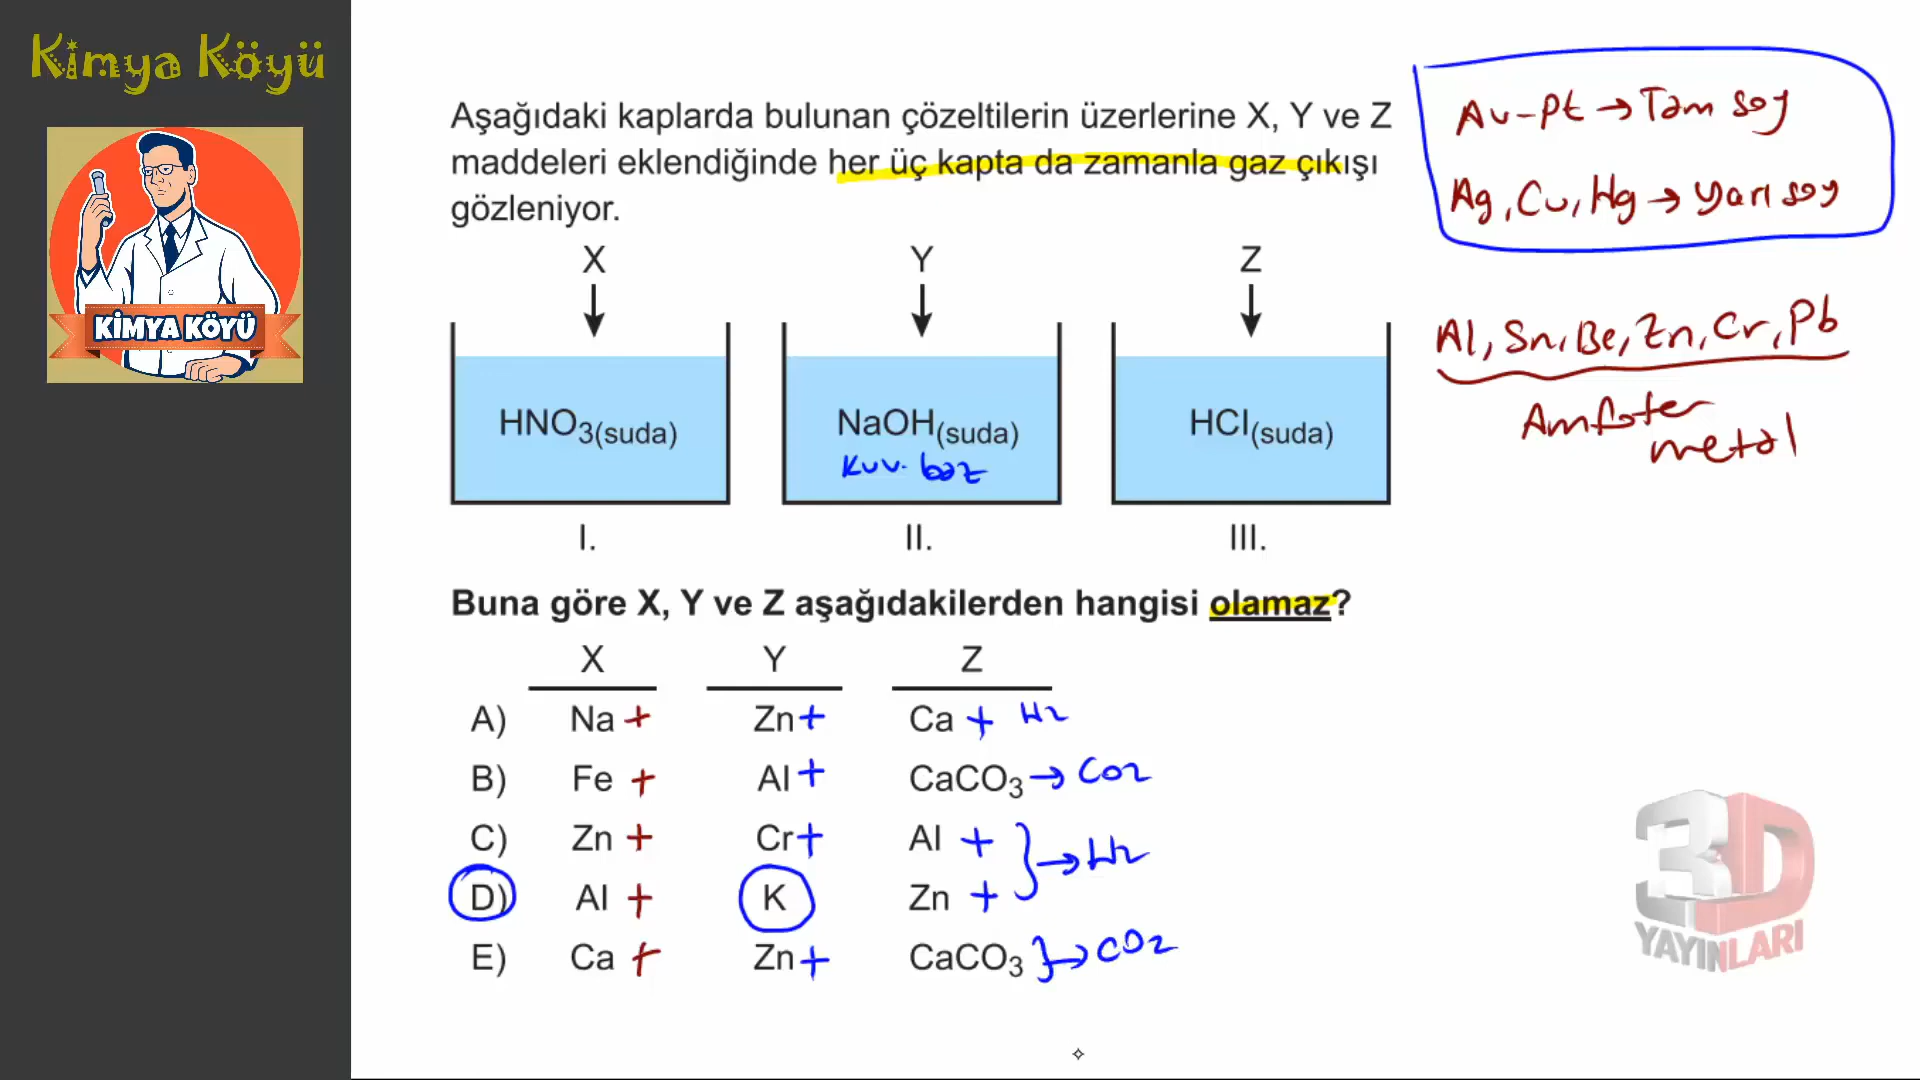 Kimya Köyü
KİMYA KÖYÜ
Aşağıdaki kaplarda bulunan çözeltilerin üzerlerine X, Y ve Z
maddeleri eklendiğinde her üç kapta da zamanla gaz çıkışı
gözleniyor.
Au-Pt → Tam soy
Ag, Cu, Hg → yarı soy
Al, Sn, Be, Zn, Cr, Pb
Amfoter
metal
X Y Z
HNO3(suda) NaOH(suda) HCl(suda)
Kuv. baz
I. II. III.
Buna göre X, Y ve Z aşağıdakilerden hangisi olamaz?
X Y Z
A) Na + Zn + Ca + H2
B) Fe + Al + CaCO3 → CO2
C) Zn + Cr + Al + } → H2
D) Al + K Zn +
E) Ca + Zn + CaCO3 } → CO2
3D
YAYINLARI